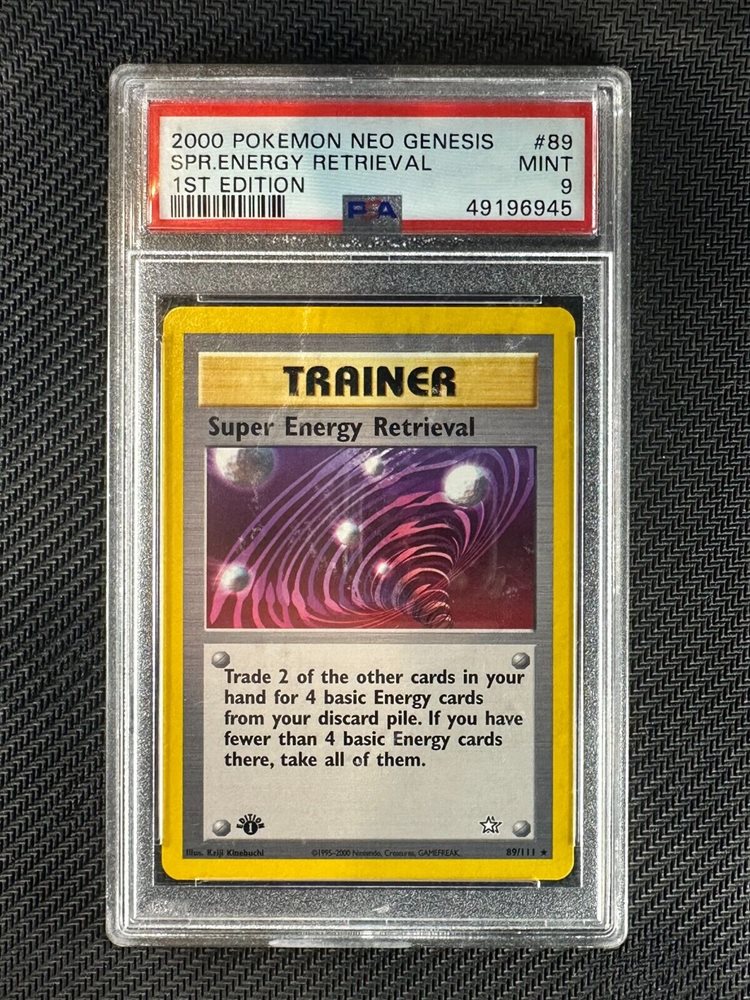 2000 POKEMON NEO GENESIS #89
SPR.ENERGY RETRIEVAL MINT
1ST EDITION 9
PSA 49196945
TRAINER
Super Energy Retrieval
Trade 2 of the other cards in your
hand for 4 basic Energy cards
from your discard pile. If you have
fewer than 4 basic Energy cards
there, take all of them.
EDITION
1
Illus. Keiji Kinebuchi ©1995-2000 Nintendo, Creatures, GAMEFREAK. 89/111 ★